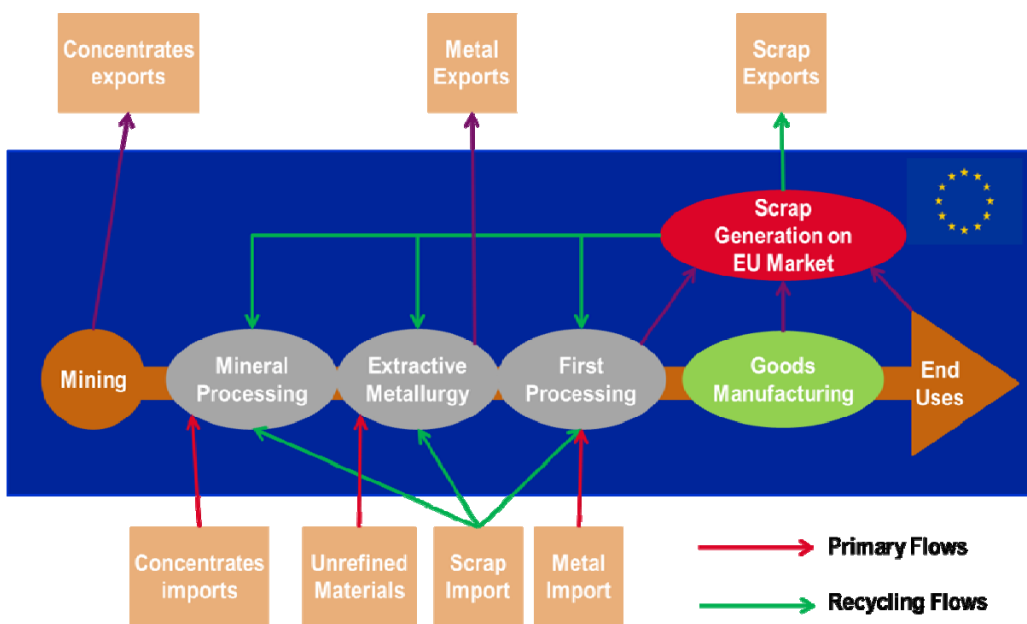 Concentrates
exports
Metal
Exports
Scrap
Exports
Scrap
Generation on
EU Market
Mining
Mineral
Processing
Extractive
Metallurgy
First
Processing
Goods
Manufacturing
End
Uses
Concentrates
imports
Unrefined
Materials
Scrap
Import
Metal
Import
Primary Flows
Recycling Flows